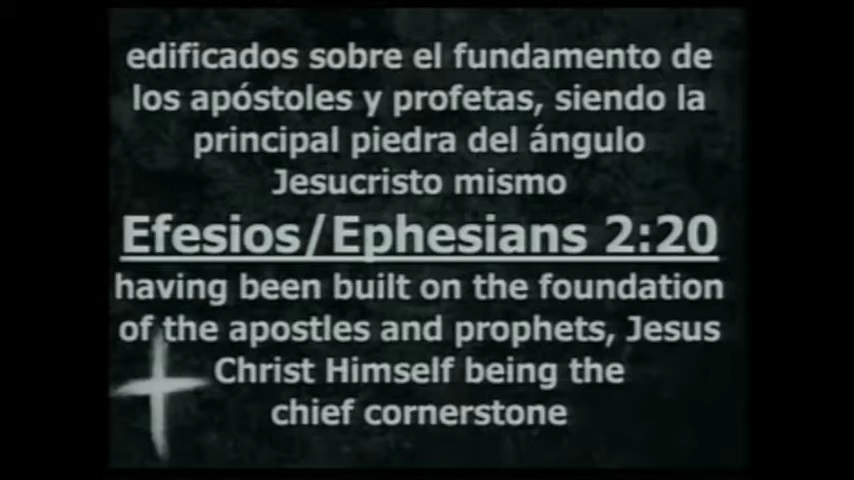 edificados sobre el fundamento de
los apóstoles y profetas, siendo la
principal piedra del ángulo
Jesucristo mismo
Efesios/Ephesians 2:20
having been built on the foundation
of the apostles and prophets, Jesus
Christ Himself being the
chief cornerstone